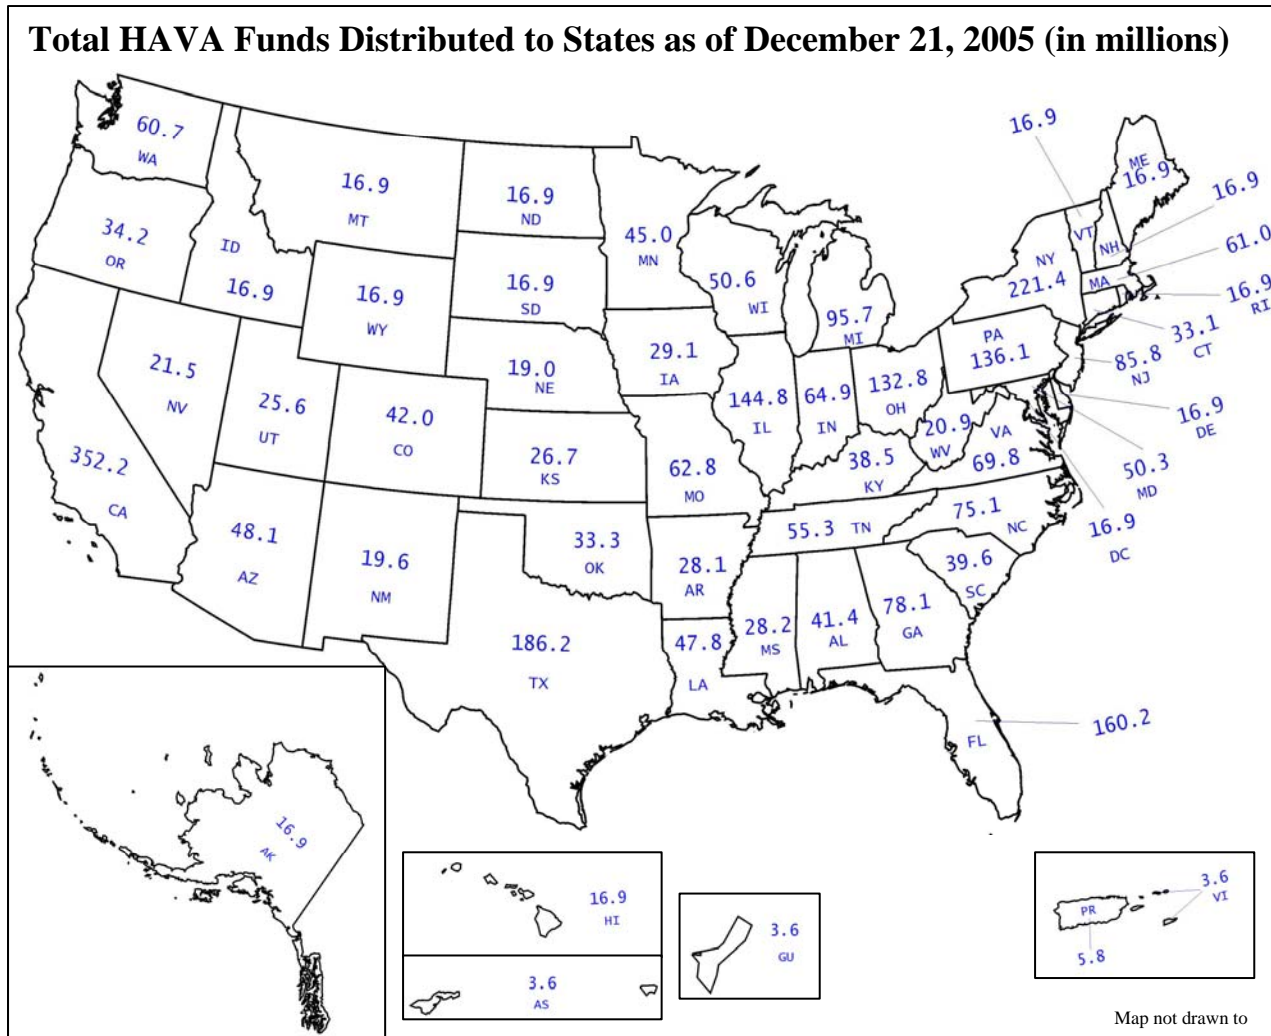 Total HAVA Funds Distributed to States as of December 21, 2005 (in millions)
60.7
WA
16.9
MT
16.9
ND
45.0
MN
16.9
VT
ME
16.9
16.9
NH
61.0
MA
34.2
OR
ID
16.9
16.9
WY
16.9
SD
50.6
WI
95.7
MI
NY
221.4
16.9
RI
33.1
CT
85.8
NJ
PA
136.1
16.9
DE
50.3
MD
16.9
DC
21.5
NV
25.6
UT
42.0
CO
19.0
NE
29.1
IA
144.8
IL
64.9
IN
132.8
OH
20.9
WV
VA
69.8
352.2
CA
26.7
KS
62.8
MO
38.5
KY
48.1
AZ
19.6
NM
33.3
OK
28.1
AR
55.3 TN
75.1
NC
39.6
SC
186.2
TX
47.8
LA
28.2
MS
41.4
AL
78.1
GA
160.2
FL
16.9
AK
16.9
HI
3.6
AS
3.6
GU
3.6
VI
PR
5.8
Map not drawn to